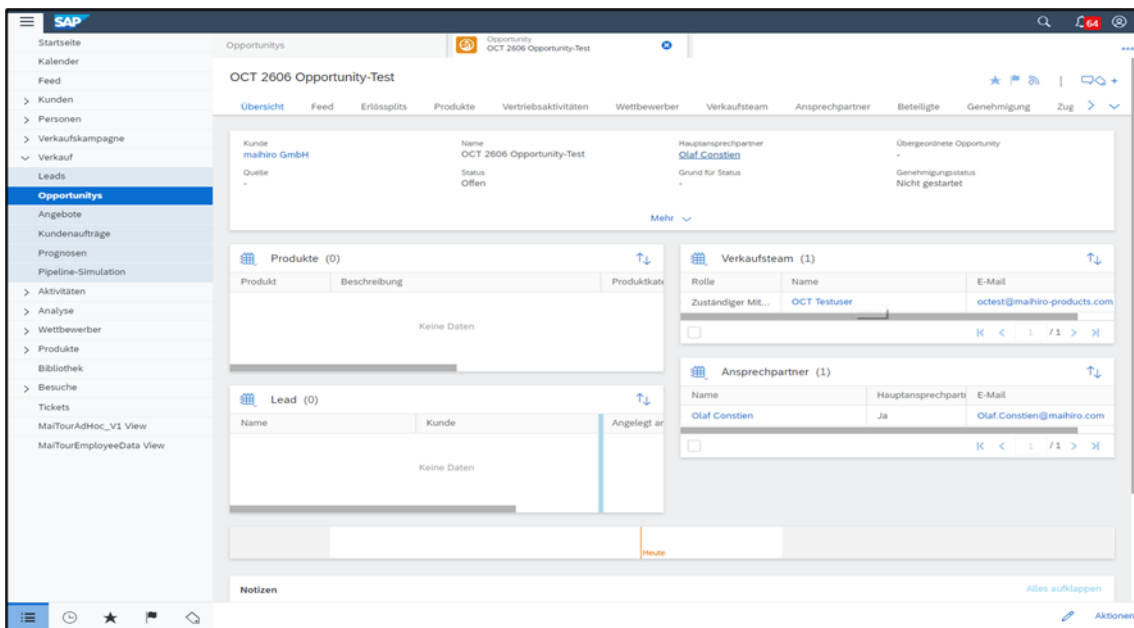 SAP
64
Startseite
Kalender
Feed
Kunden
Personen
Verkaufskampagne
Verkauf
Leads
Opportunitys
Angebote
Kundenaufträge
Prognosen
Pipeline-Simulation
Aktivitäten
Analyse
Wettbewerber
Produkte
Bibliothek
Besuche
Tickets
MaiTourAdHoc_V1 View
MaiTourEmployeeData View
Opportunitys
Opportunity
OCT 2606 Opportunity-Test
OCT 2606 Opportunity-Test
Übersicht Feed Erlössplits Produkte Vertriebsaktivitäten Wettbewerber Verkaufsteam Ansprechpartner Beteiligte Genehmigung Zug
Kunde Name Hauptansprechpartner Übergeordnete Opportunity
maihiro GmbH OCT 2606 Opportunity-Test Olaf Constien -
Quelle Status Grund für Status Genehmigungsstatus
- Offen - Nicht gestartet
Mehr
Produkte (0)
Produkt Beschreibung Produktkate
Keine Daten
Verkaufsteam (1)
Rolle Name E-Mail
Zuständiger Mit... OCT Testuser octest@maihiro-products.com
1 / 1
Lead (0)
Name Kunde Angelegt an
Keine Daten
Ansprechpartner (1)
Name Hauptansprechparti E-Mail
Olaf Constien Ja Olaf.Constien@maihiro.com
1 / 1
Heute
Notizen Alles aufklappen
Aktionen